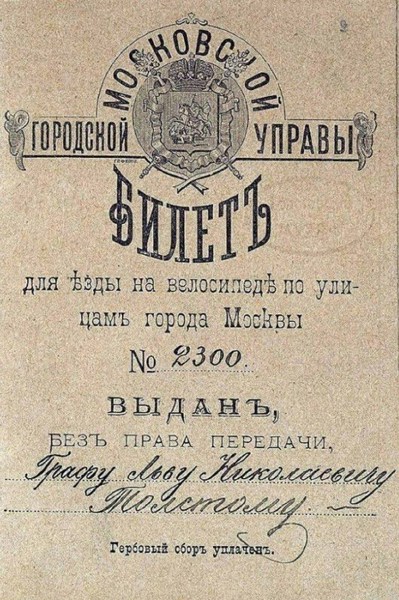 МОСКОВСКОЙ
ГОРОДСКОЙ УПРАВЫ
БИЛЕТЪ
для ѣзды на велосипедѣ по ули-
цамъ города Москвы
№ 2300.
ВЫДАНЪ,
БЕЗЪ ПРАВА ПЕРЕДАЧИ,
Графу Льву Николаевичу
Толстому. —
Гербовый сборъ уплаченъ.